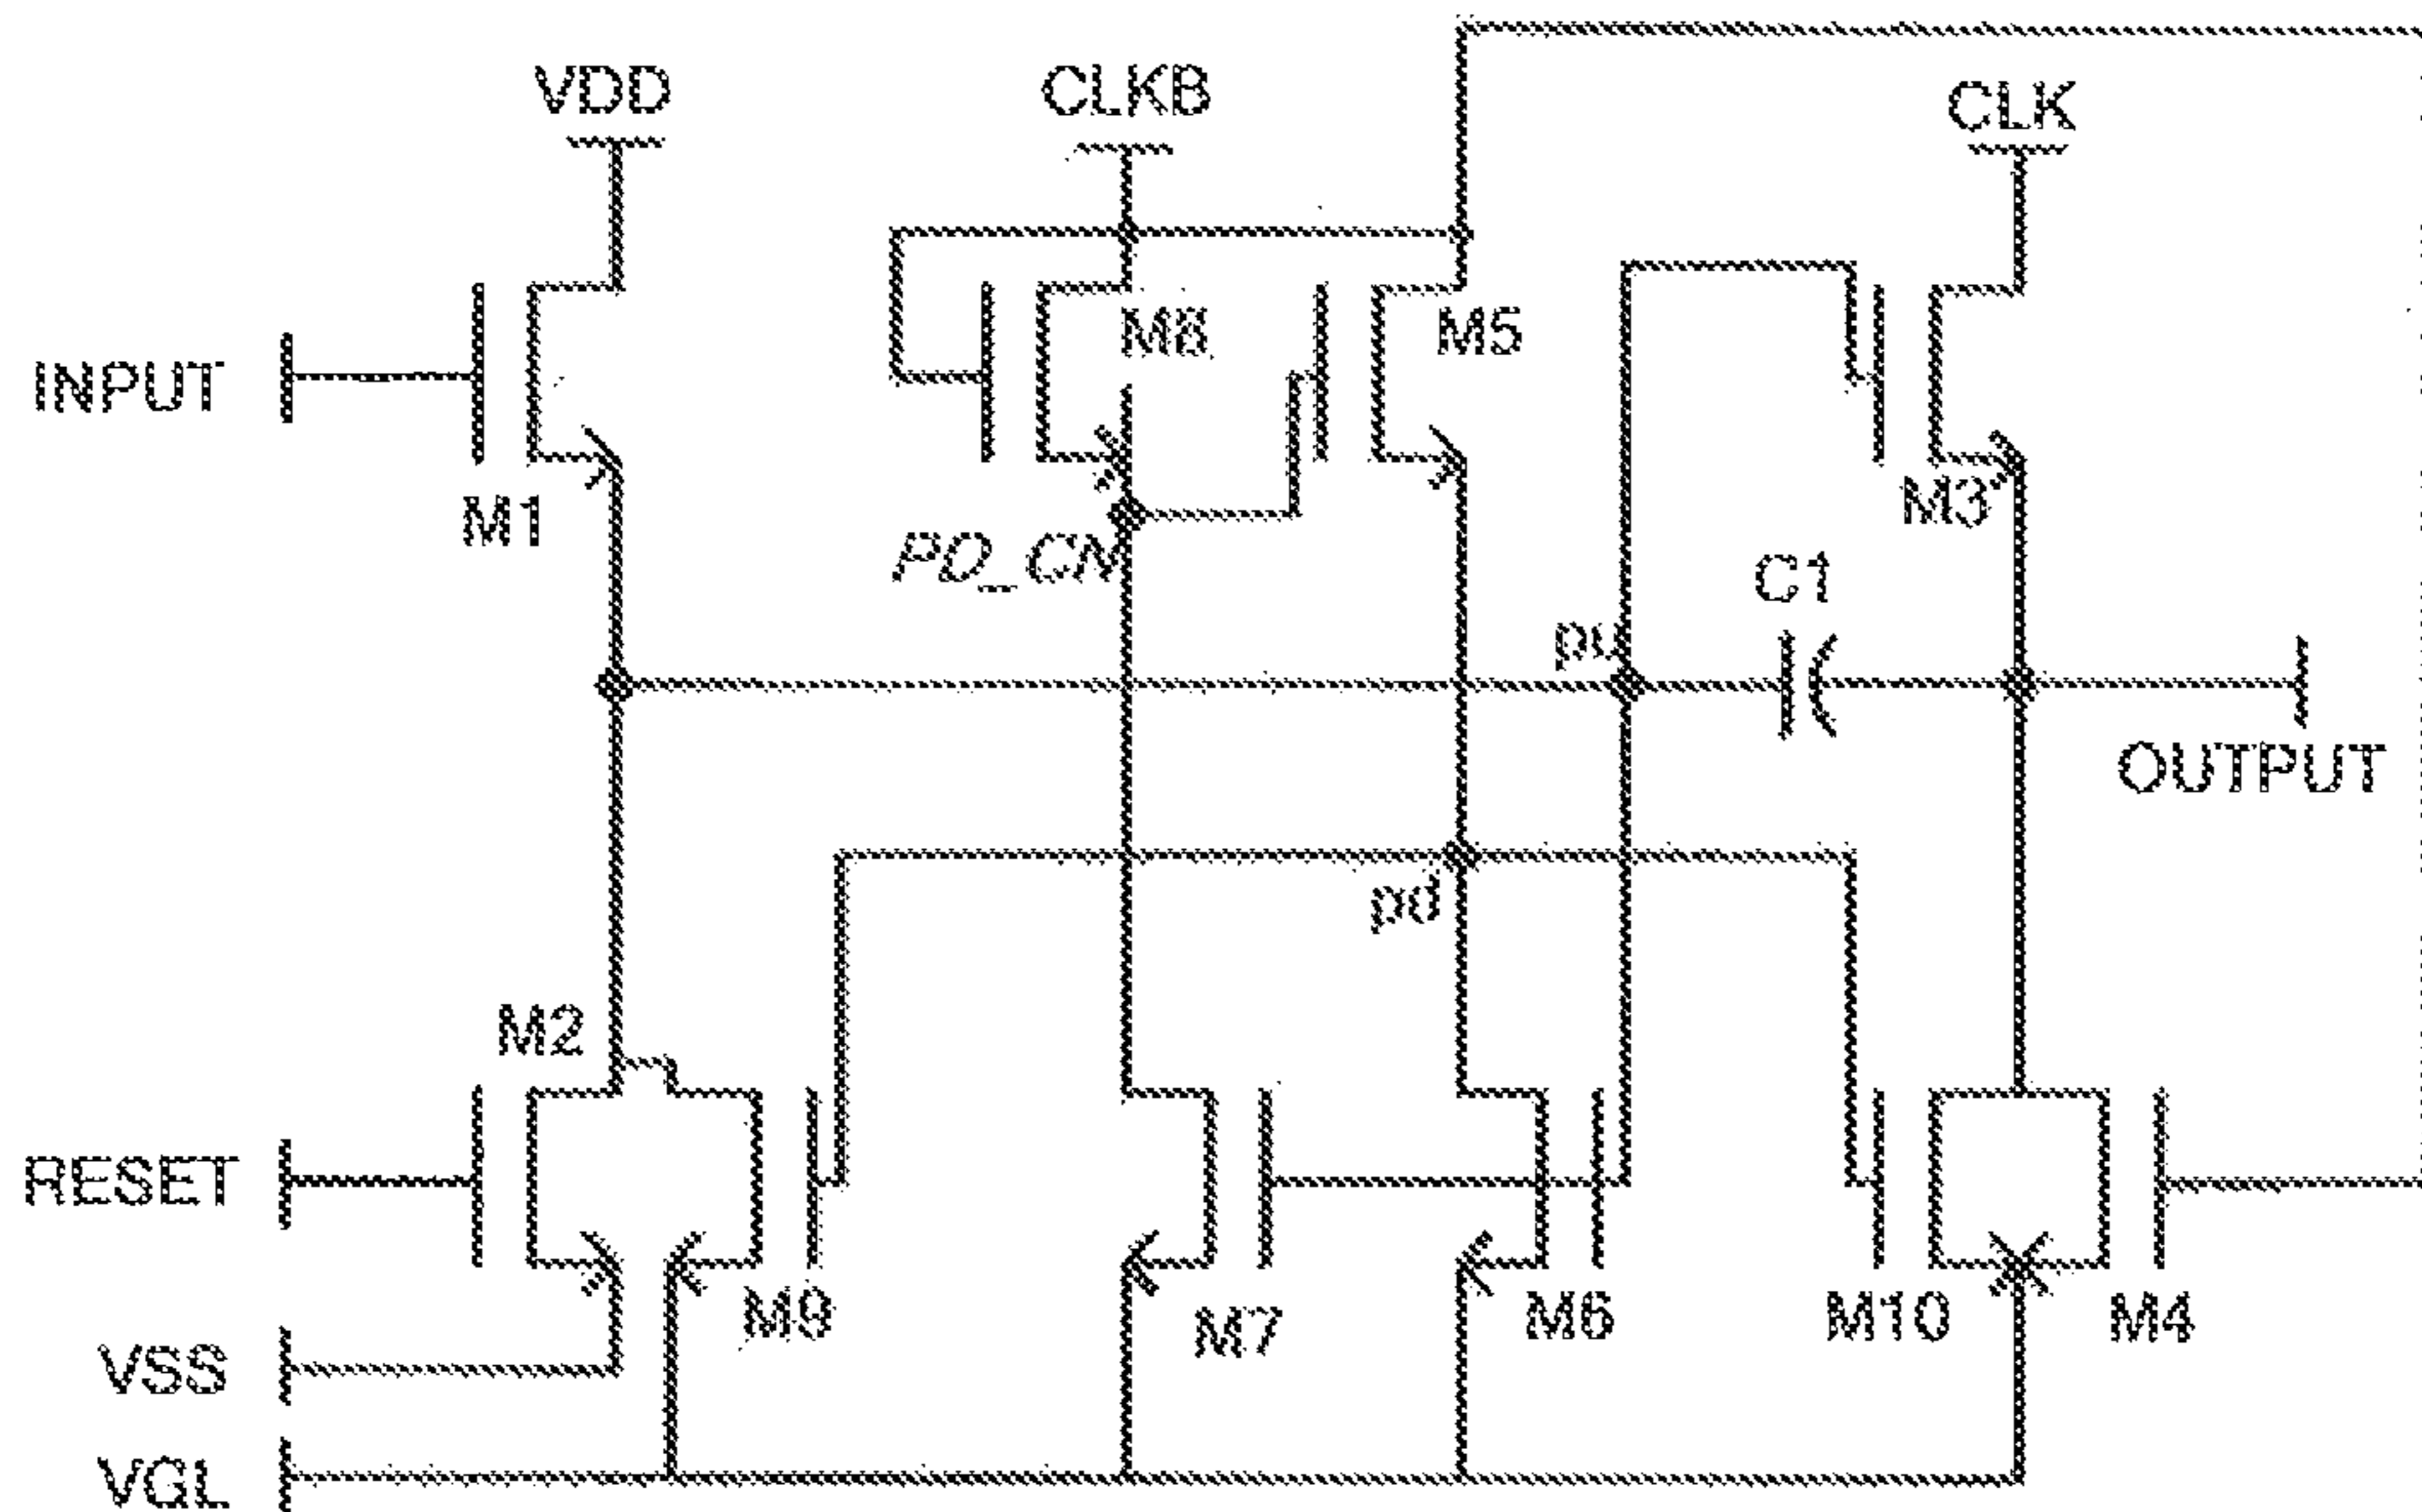 VDD
CLKB
CLK
INPUT
M1
M8
M5
M3
PD_CN
C1
pu
OUTPUT
pd
M2
RESET
M9
M7
M6
M10
M4
VSS
VGL